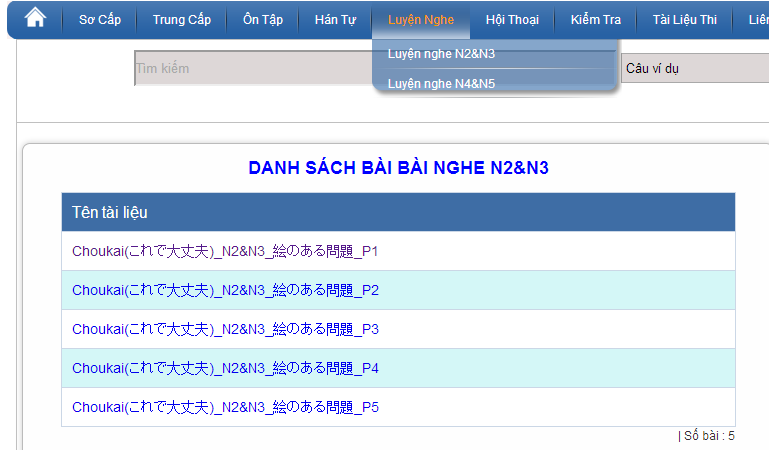 Sơ Cấp Trung Cấp Ôn Tập Hán Tự Luyện Nghe Hội Thoại Kiểm Tra Tài Liệu Thi
Luyện nghe N2&N3
Tìm kiếm Câu ví dụ
Luyện nghe N4&N5
DANH SÁCH BÀI BÀI NGHE N2&N3
Tên tài liệu
Choukai(これで大丈夫)_N2&N3_絵のある問題_P1
Choukai(これで大丈夫)_N2&N3_絵のある問題_P2
Choukai(これで大丈夫)_N2&N3_絵のある問題_P3
Choukai(これで大丈夫)_N2&N3_絵のある問題_P4
Choukai(これで大丈夫)_N2&N3_絵のある問題_P5
| Số bài : 5